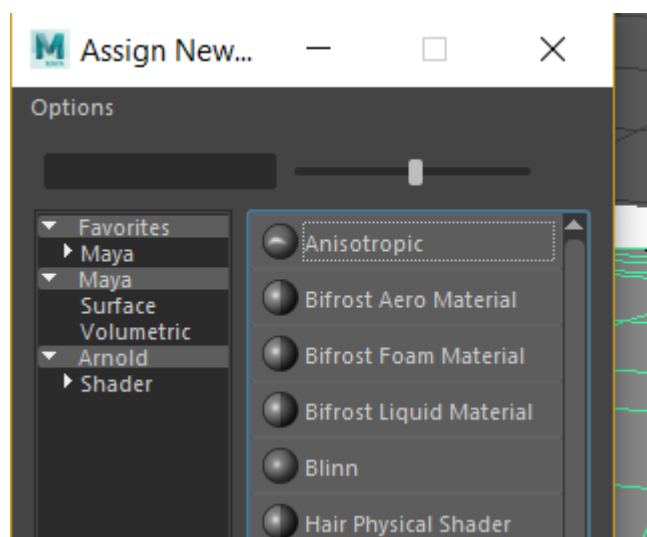 Assign New...
Options
Favorites
Maya
Maya
Surface
Volumetric
Arnold
Shader
Anisotropic
Bifrost Aero Material
Bifrost Foam Material
Bifrost Liquid Material
Blinn
Hair Physical Shader